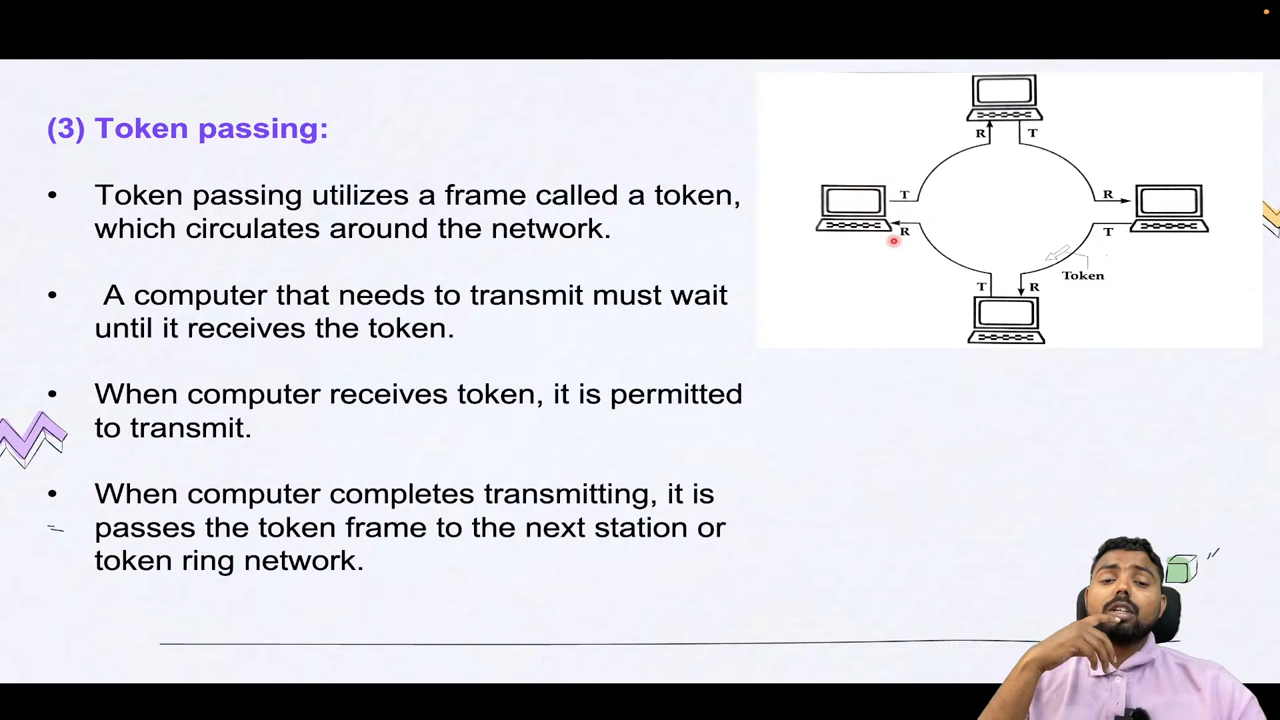 (3) Token passing:
• Token passing utilizes a frame called a token,
which circulates around the network.
• A computer that needs to transmit must wait
until it receives the token.
• When computer receives token, it is permitted
to transmit.
• When computer completes transmitting, it is
passes the token frame to the next station or
token ring network.
R T
T R
R T
Token
T R